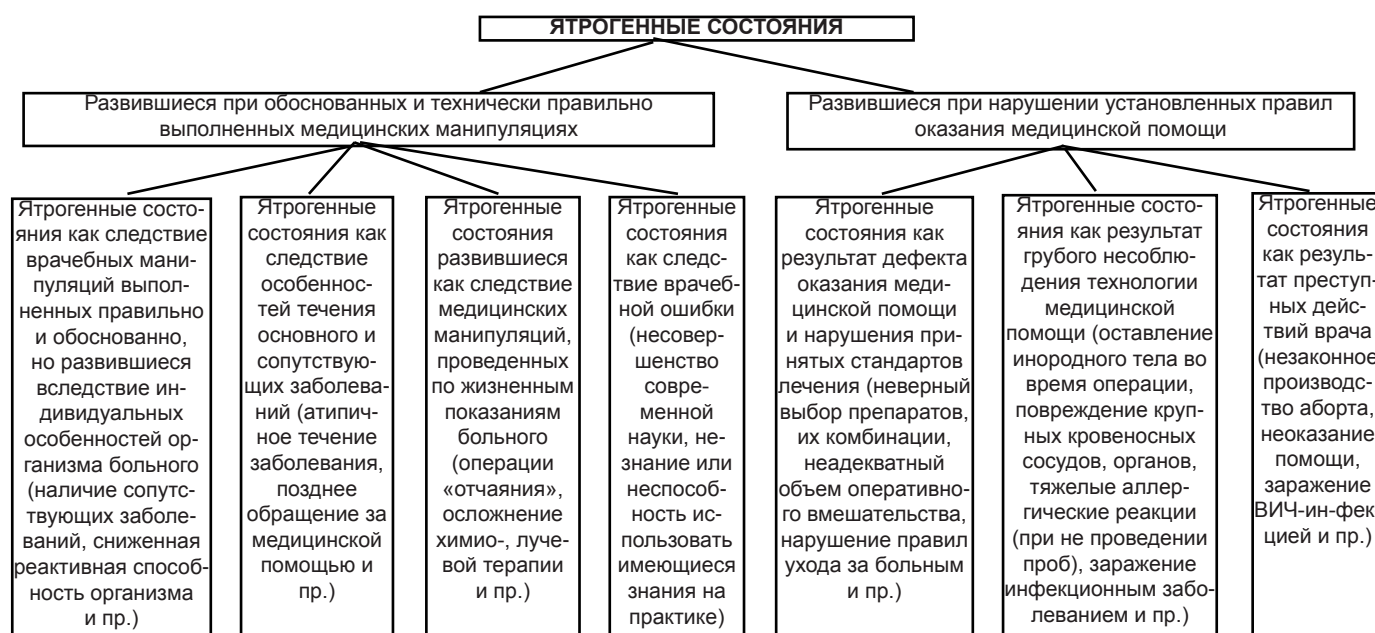 ЯТРОГЕННЫЕ СОСТОЯНИЯ
Развившиеся при обоснованных и технически правильно
выполненных медицинских манипуляциях
Развившиеся при нарушении установленных правил
оказания медицинской помощи
Ятрогенные состо-
яния как следствие
врачебных мани-
пуляций выпол-
ненных правильно
и обоснованно,
но развившиеся
вследствие ин-
дивидуальных
особенностей ор-
ганизма больного
(наличие сопутс-
твующих заболе-
ваний, сниженная
реактивная способ-
ность организма
и пр.)
Ятрогенные
состояния как
следствие
особеннос-
тей течения
основного и
сопутствую-
щих заболева-
ний (атипич-
ное течение
заболевания,
позднее
обращение за
медицинской
помощью и
пр.)
Ятрогенные
состояния
развившиеся
как следствие
медицинских
манипуляций,
проведенных
по жизненным
показаниям
больного
(операции
«отчаяния»,
осложнение
химио-, луче-
вой терапии
и пр.)
Ятрогенные
состояния
как следс-
твие врачеб-
ной ошибки
(несовер-
шенство
совре-
менной
науки, не-
знание или
неспособ-
ность ис-
пользовать
имеющиеся
знания на
практике)
Ятрогенные
состояния как
результат дефекта
оказания меди-
цинской помощи
и нарушения при-
нятых стандартов
лечения (неверный
выбор препаратов,
их комбинации,
неадекватный
объем оперативно-
го вмешательства,
нарушение правил
ухода за больным
и пр.)
Ятрогенные состо-
яния как результат
грубого несоблю-
дения технологии
медицинской
помощи (оставление
инородного тела во
время операции,
повреждение круп-
ных кровеносных
сосудов, органов,
тяжелые аллер-
гические реакции
(при не проведении
проб), заражение
инфекционным забо-
леванием и пр.)
Ятрогенные
состояния
как резуль-
тат преступ-
ных дейс-
твий врача
(незаконное
производс-
тво аборта,
неоказание
помощи,
заражение
ВИЧ-ин-фек-
цией и пр.)